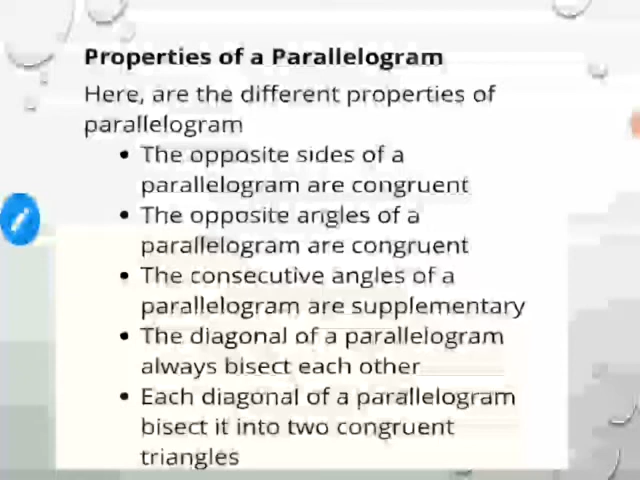 Properties of a Parallelogram
Here, are the different properties of
parallelogram
• The opposite sides of a
parallelogram are congruent
• The opposite angles of a
parallelogram are congruent
• The consecutive angles of a
parallelogram are supplementary
• The diagonal of a parallelogram
always bisect each other
• Each diagonal of a parallelogram
bisect it into two congruent
triangles